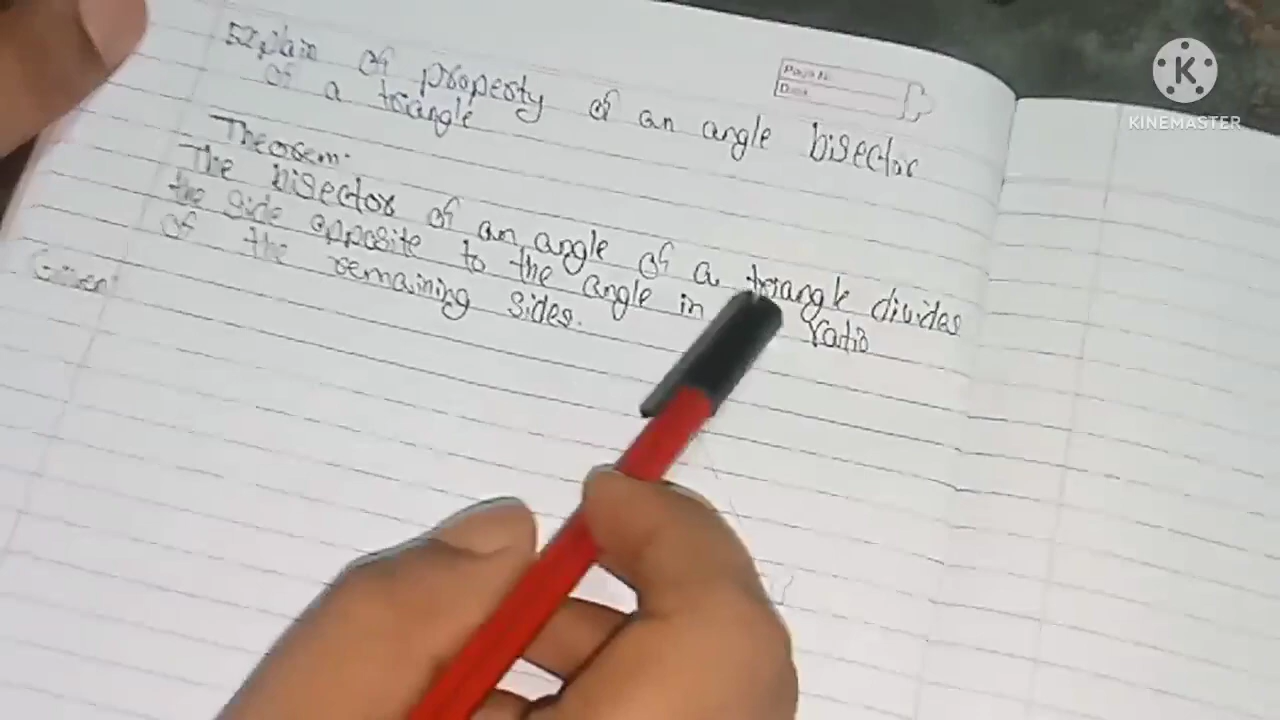 Explain of property of an angle bisector
of a triangle
Theorem:
The bisector of an angle of a triangle divides
the side opposite to the angle in ratio
of the remaining sides.
Given:
Page No.
Date
K
KINEMASTER